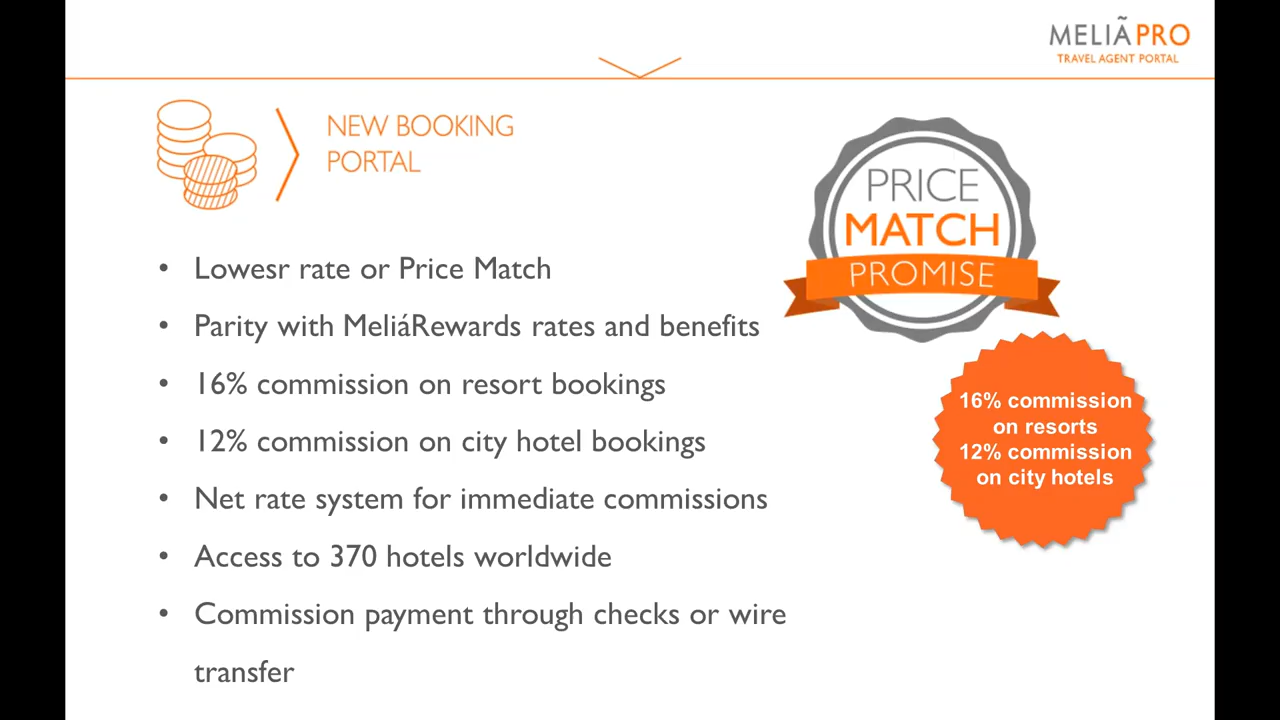 MELIÃ PRO
TRAVEL AGENT PORTAL
NEW BOOKING
PORTAL
PRICE
MATCH
PROMISE
• Lowesr rate or Price Match
• Parity with MeliáRewards rates and benefits
• 16% commission on resort bookings
• 12% commission on city hotel bookings
• Net rate system for immediate commissions
• Access to 370 hotels worldwide
• Commission payment through checks or wire
transfer
16% commission
on resorts
12% commission
on city hotels